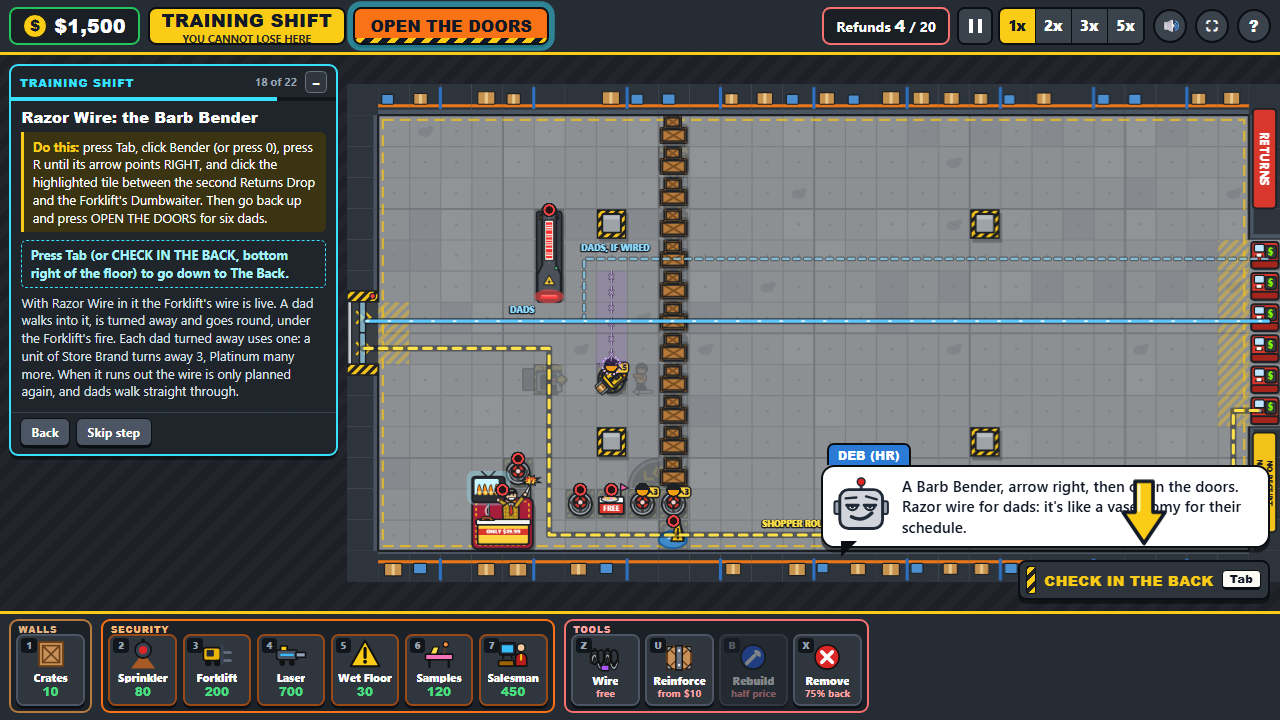 $ $1,500
TRAINING SHIFT
YOU CANNOT LOSE HERE
OPEN THE DOORS
Refunds 4 / 20
1x
2x
3x
5x
?
TRAINING SHIFT
18 of 22
Razor Wire: the Barb Bender
Do this: press Tab, click Bender (or press 0), press
R until its arrow points RIGHT, and click the
highlighted tile between the second Returns Drop
and the Forklift's Dumbwaiter. Then go back up
and press OPEN THE DOORS for six dads.
Press Tab (or CHECK IN THE BACK, bottom
right of the floor) to go down to The Back.
With Razor Wire in it the Forklift's wire is live. A dad
walks into it, is turned away and goes round, under
the Forklift's fire. Each dad turned away uses one: a
unit of Store Brand turns away 3, Platinum many
more. When it runs out the wire is only planned
again, and dads walk straight through.
Back
Skip step
RETURNS
DADS, IF WIRED
DADS
FREE
ONLY $19.99
SHOPPER ROU
DEB (HR)
A Barb Bender, arrow right, then the doors.
Razor wire for dads: it's like a for their
schedule.
CHECK IN THE BACK Tab
WALLS
1
Crates
10
SECURITY
2
Sprinkler
80
3
Forklift
200
4
Laser
700
5
Wet Floor
30
6
Samples
120
7
Salesman
450
TOOLS
Z
Wire
free
U
Reinforce
from $10
B
Rebuild
half price
X
Remove
75% back